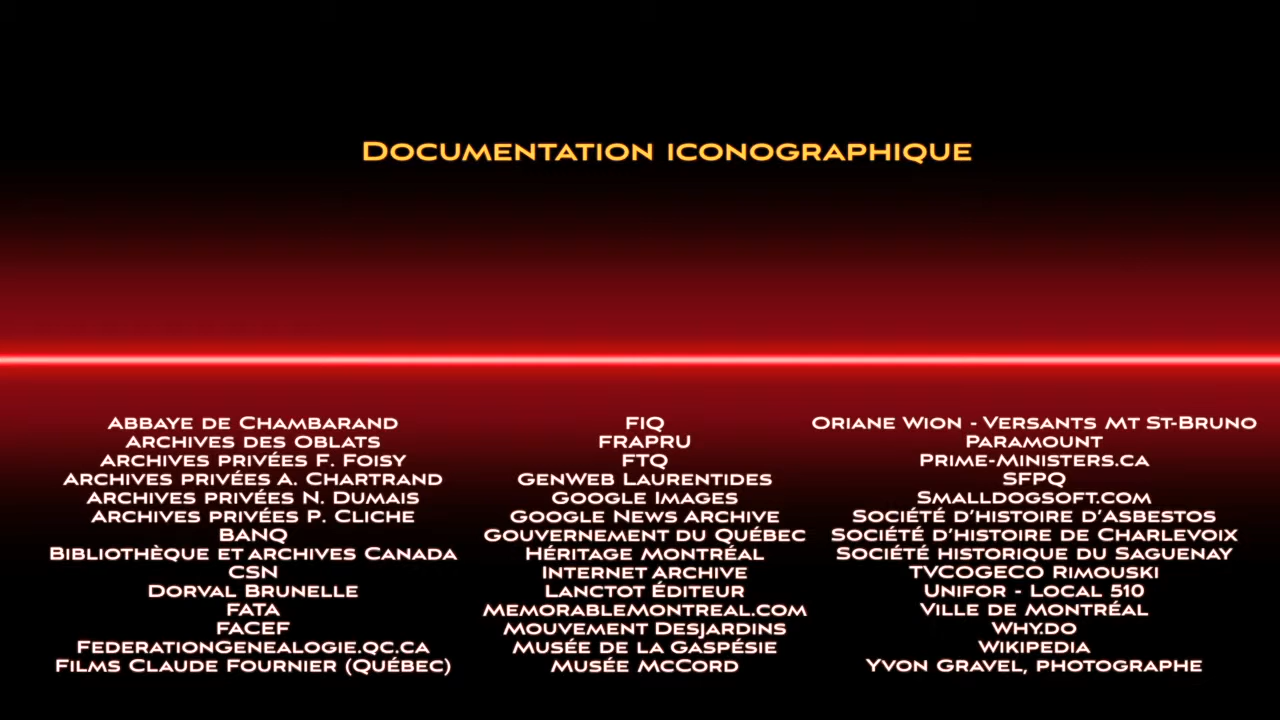 Documentation iconographique
Abbaye de Chambarand
Archives des Oblats
Archives privées F. Foisy
Archives privées A. Chartrand
Archives privées N. Dumais
Archives privées P. Cliche
BANQ
Bibliothèque et archives Canada
CSN
Dorval Brunelle
FATA
FACEF
FederationGenealogie.qc.ca
Films Claude Fournier (Québec)
FIQ
FRAPRU
FTQ
GenWeb Laurentides
Google Images
Google News Archive
Gouvernement du Québec
Héritage Montréal
Internet Archive
Lanctot Éditeur
memorablemontreal.com
Mouvement Desjardins
Musée de la Gaspésie
Musée McCord
Oriane Wion - Versants Mt St-Bruno
Paramount
Prime-Ministers.ca
SFPQ
Smalldogsoft.com
Société d'histoire d'Asbestos
Société d'histoire de Charlevoix
Société historique du Saguenay
TVCOGECO Rimouski
Unifor - Local 510
Ville de Montréal
Why.do
Wikipedia
Yvon Gravel, photographe